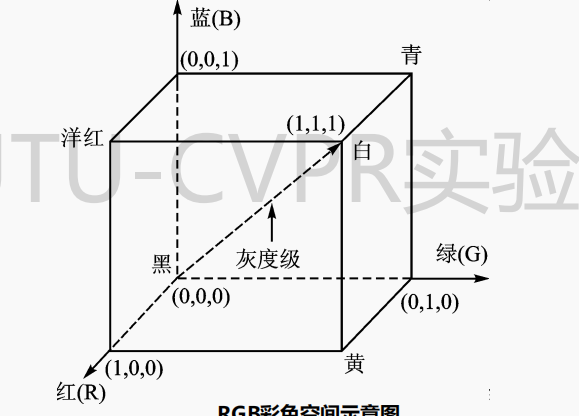 蓝(B)
(0,0,1)
青
(1,1,1)
洋红
白
UTU-CVPR实验
黑
灰度级
绿(G)
(0,0,0)
(0,1,0)
(1,0,0)
黄
红(R)
RGB彩色空间示意图